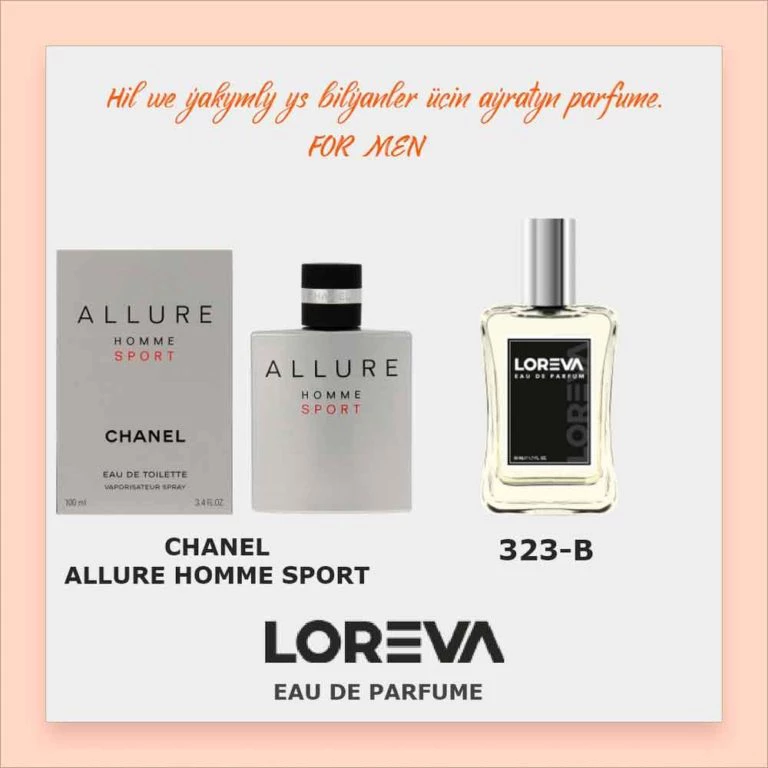 Hil we ýakymly ys bilýanler üçin aýratyn parfume.
FOR MEN
ALLURE
HOMME
SPORT
CHANEL
EAU DE TOILETTE
VAPORISATEUR SPRAY
100 ml 3.4 FL.OZ.
CHANEL
ALLURE
HOMME
SPORT
LOREVA
EAU DE PARFUM
LOREVA
CHANEL
ALLURE HOMME SPORT
323-B
LOREVA
EAU DE PARFUME